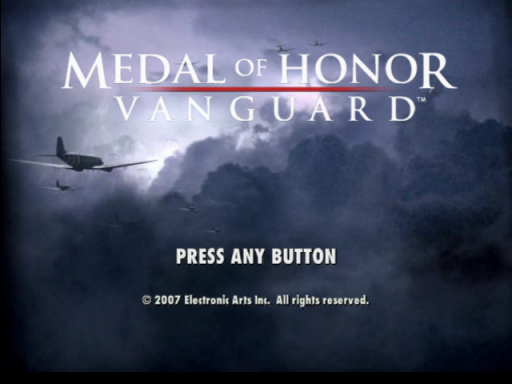 MEDAL OF HONOR
VANGUARD™
PRESS ANY BUTTON
© 2007 Electronic Arts Inc. All rights reserved.